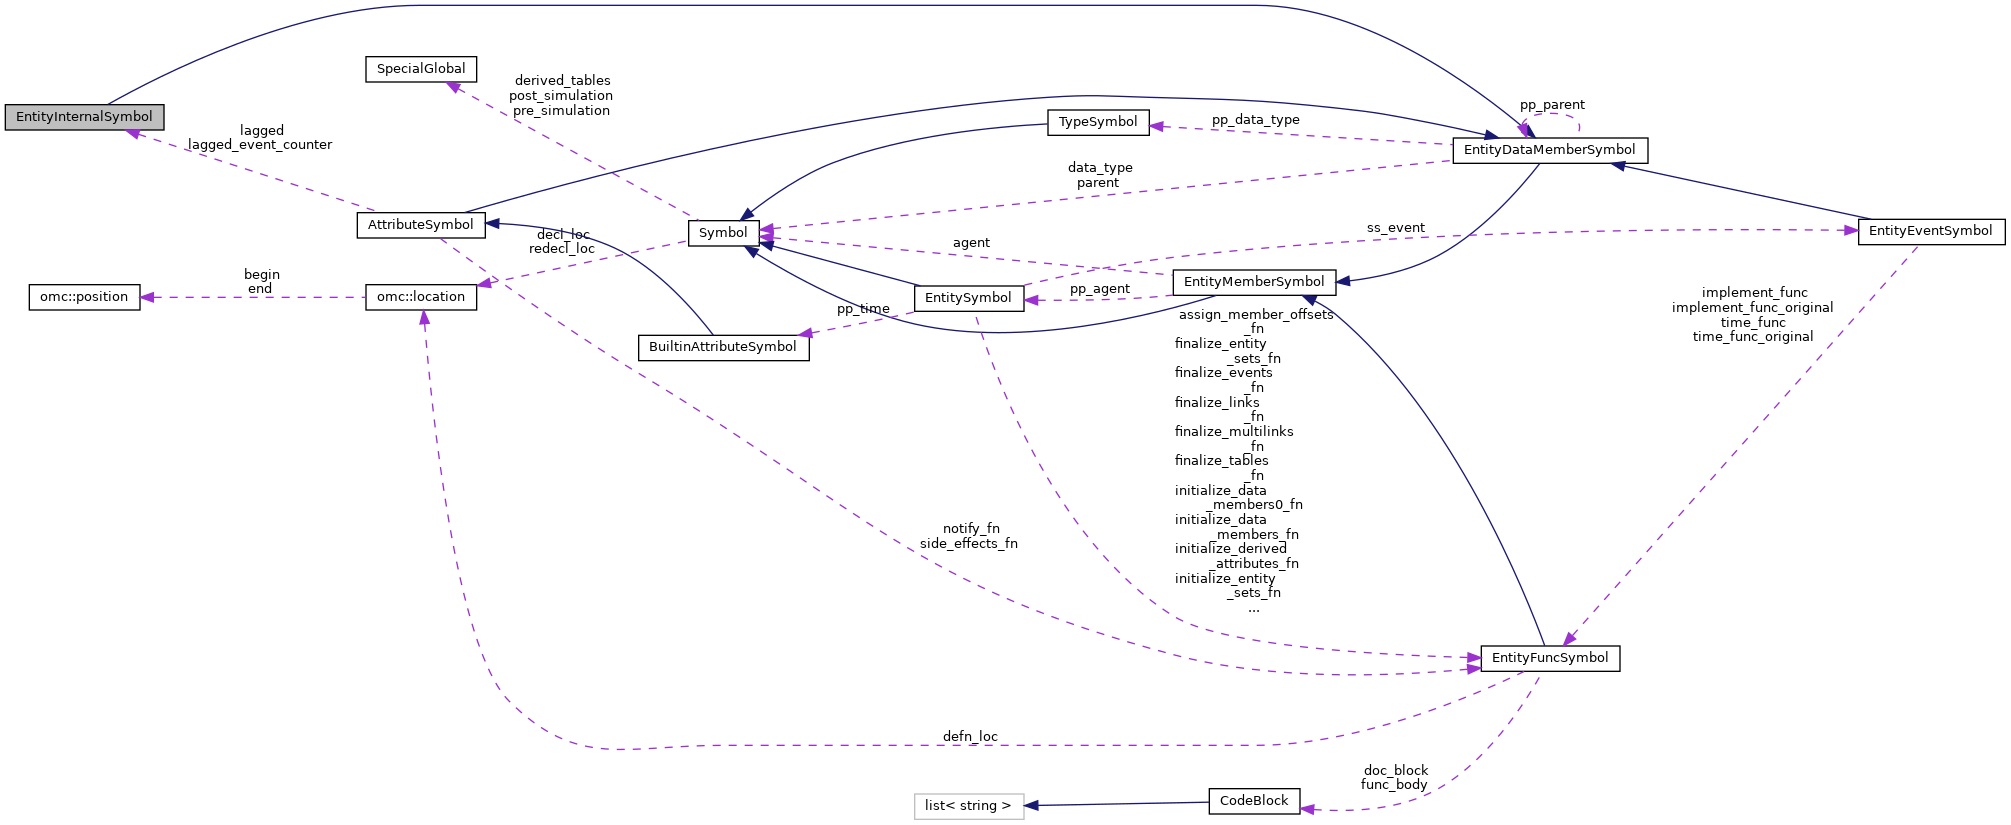 SpecialGlobal
derived_tables
post_simulation
pre_simulation
pp_parent
EntityInternalSymbol
TypeSymbol
pp_data_type
lagged
lagged_event_counter
EntityDataMemberSymbol
data_type
parent
AttributeSymbol
Symbol
ss_event
EntityEventSymbol
decl_loc
redecl_loc
agent
begin
end
omc::position
omc::location
EntitySymbol
pp_agent
EntityMemberSymbol
pp_time
BuiltinAttributeSymbol
implement_func
implement_func_original
time_func
time_func_original
assign_member_offsets
_fn
finalize_entity
_sets_fn
finalize_events
_fn
finalize_links
_fn
finalize_multilinks
_fn
finalize_tables
_fn
initialize_data
_members0_fn
initialize_data
_members_fn
initialize_derived
_attributes_fn
initialize_entity
_sets_fn
...
notify_fn
side_effects_fn
EntityFuncSymbol
defn_loc
doc_block
func_body
list< string >
CodeBlock